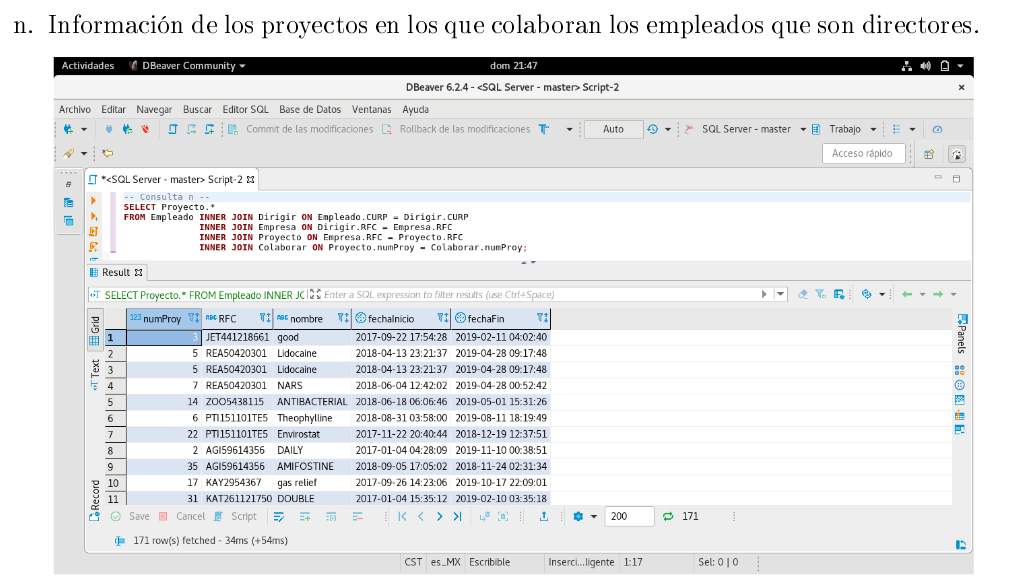 n. Información de los proyectos en los que colaboran los empleados que son directores.
Actividades DBeaver Community dom 21:47
DBeaver 6.2.4 - <SQL Server - master> Script-2
Archivo Editar Navegar Buscar Editor SQL Base de Datos Ventanas Ayuda
Commit de las modificaciones Rollback de las modificaciones Auto SQL Server - master Trabajo
Acceso rápido
*<SQL Server - master> Script-2
-- Consulta n --
SELECT Proyecto.*
FROM Empleado INNER JOIN Dirigir ON Empleado.CURP = Dirigir.CURP
INNER JOIN Empresa ON Dirigir.RFC = Empresa.RFC
INNER JOIN Proyecto ON Empresa.RFC = Proyecto.RFC
INNER JOIN Colaborar ON Proyecto.numProy = Colaborar.numProy;
Result
SELECT Proyecto.* FROM Empleado INNER JC Enter a SQL expression to filter results (use Ctrl+Space)
Grid
Text
Record
Panels
123 numProy ABC RFC ABC nombre fechaInicio fechaFin
1 3 JET441218661 good 2017-09-22 17:54:28 2019-02-11 04:02:40
2 5 REA50420301 Lidocaine 2018-04-13 23:21:37 2019-04-28 09:17:48
3 5 REA50420301 Lidocaine 2018-04-13 23:21:37 2019-04-28 09:17:48
4 7 REA50420301 NARS 2018-06-04 12:42:02 2019-04-28 00:52:42
5 14 ZOO5438115 ANTIBACTERIAL 2018-06-18 06:06:46 2019-05-01 15:31:26
6 6 PTI151101TE5 Theophylline 2018-08-31 03:58:00 2019-08-11 18:19:49
7 22 PTI151101TE5 Envirostat 2017-11-22 20:40:44 2018-12-19 12:37:51
8 2 AGI59614356 DAILY 2017-01-04 04:28:09 2019-11-10 00:38:51
9 35 AGI59614356 AMIFOSTINE 2018-09-05 17:05:02 2018-11-24 02:31:34
10 17 KAY2954367 gas relief 2017-09-26 14:23:06 2019-10-17 22:09:01
11 31 KAT261121750 DOUBLE 2017-01-04 15:35:12 2019-02-10 03:35:18
Save Cancel Script 200 171
171 row(s) fetched - 34ms (+54ms)
CST es_MX Escribible Inserci...ligente 1:17 Sel: 0 | 0